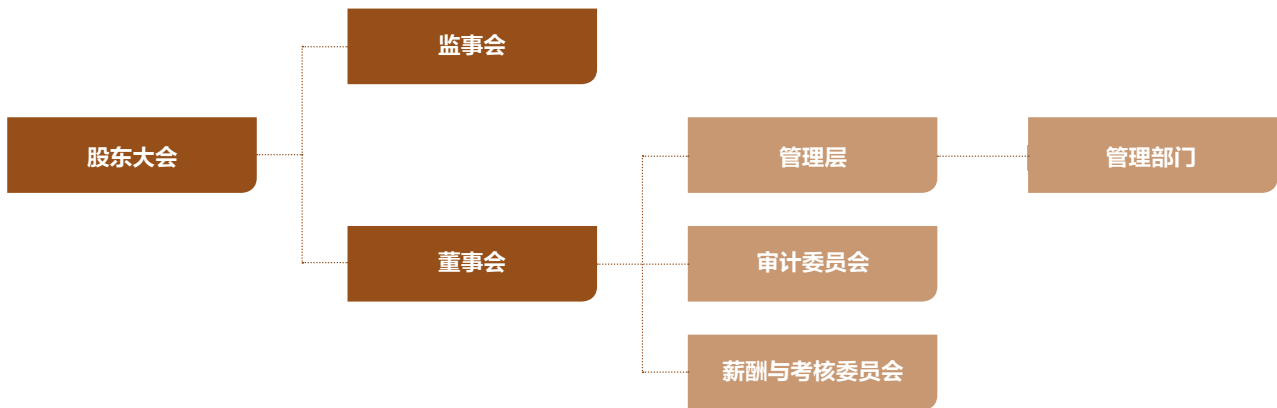 监事会
股东大会
管理层
管理部门
董事会
审计委员会
薪酬与考核委员会